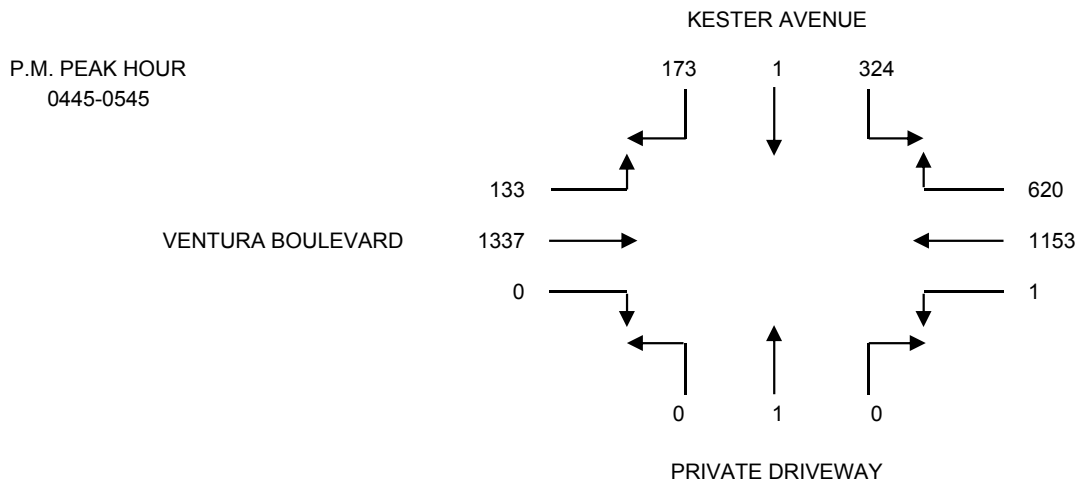 KESTER AVENUE
P.M. PEAK HOUR
173 1 324
0445-0545
133 620
VENTURA BOULEVARD 1337 1153
0 1
0 1 0
PRIVATE DRIVEWAY